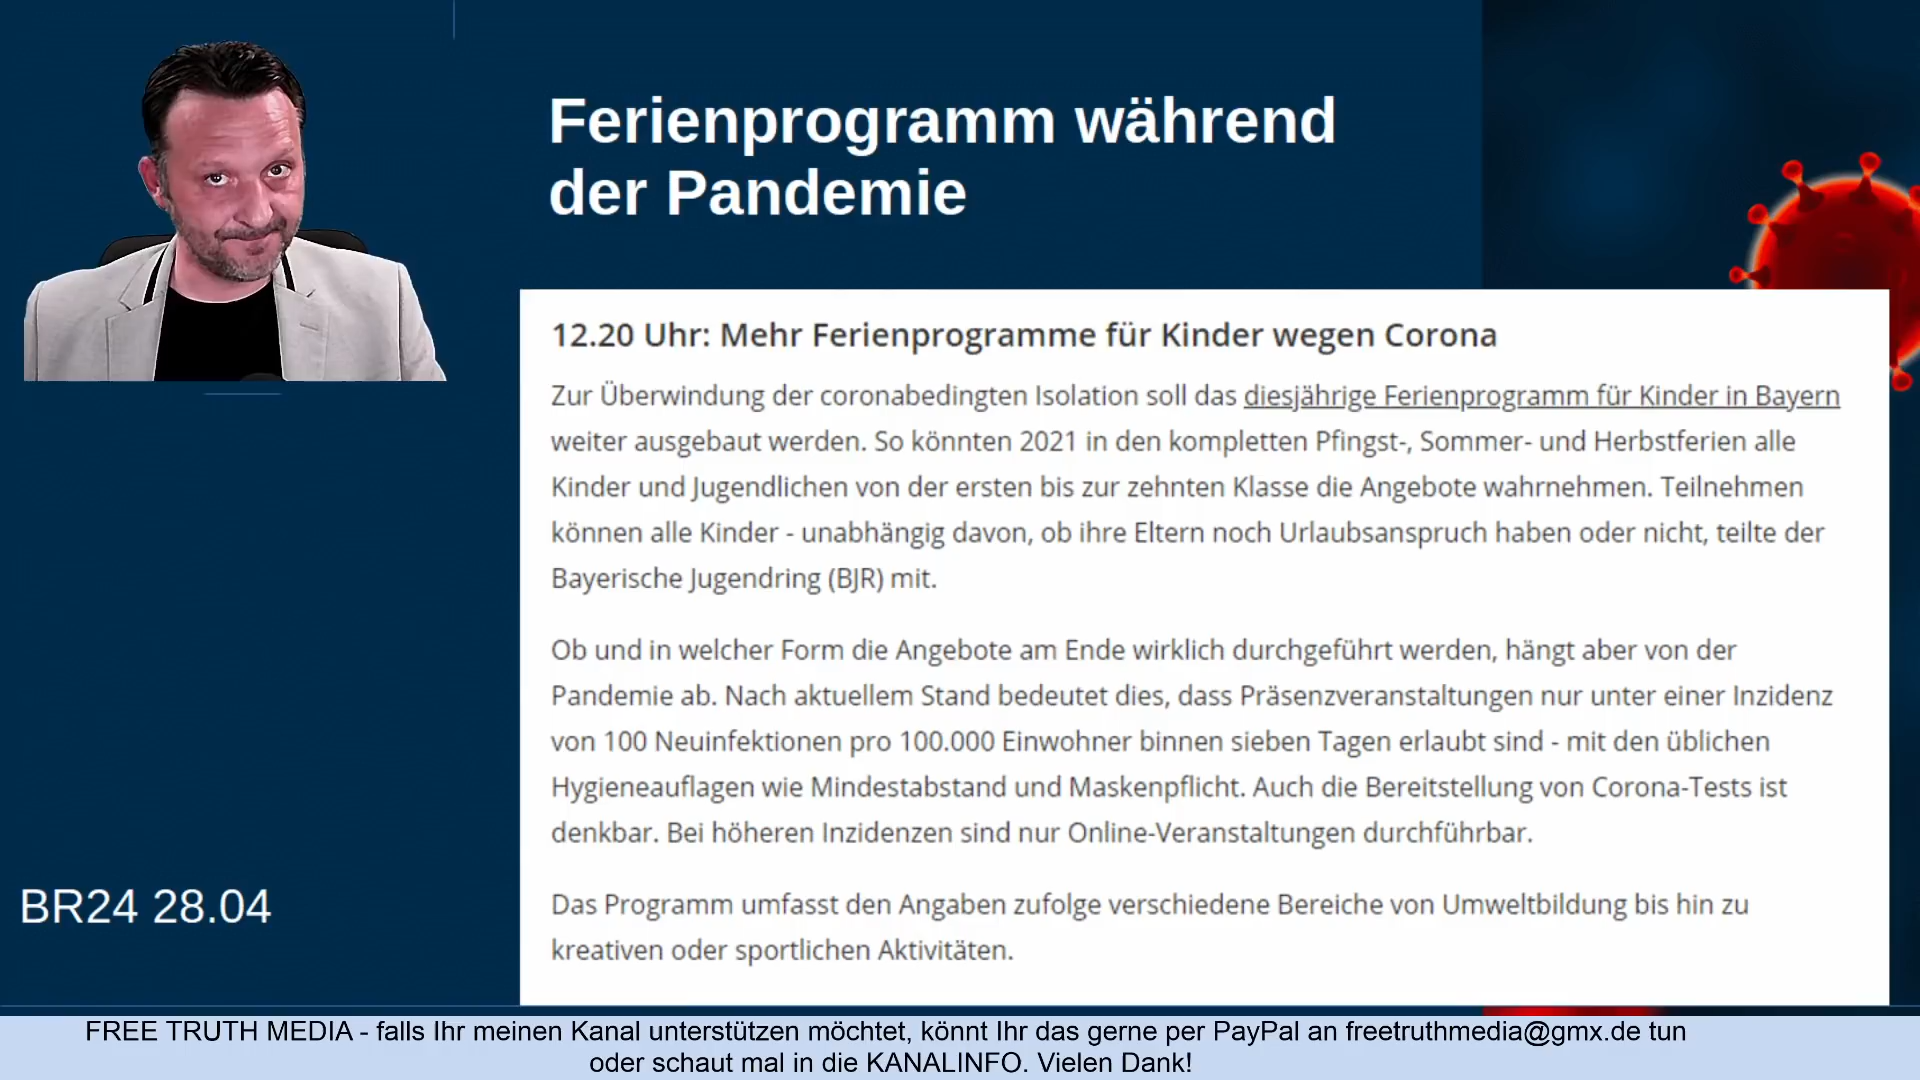 Ferienprogramm während
der Pandemie
12.20 Uhr: Mehr Ferienprogramme für Kinder wegen Corona
Zur Überwindung der coronabedingten Isolation soll das diesjährige Ferienprogramm für Kinder in Bayern
weiter ausgebaut werden. So könnten 2021 in den kompletten Pfingst-, Sommer- und Herbstferien alle
Kinder und Jugendlichen von der ersten bis zur zehnten Klasse die Angebote wahrnehmen. Teilnehmen
können alle Kinder - unabhängig davon, ob ihre Eltern noch Urlaubsanspruch haben oder nicht, teilte der
Bayerische Jugendring (BJR) mit.
Ob und in welcher Form die Angebote am Ende wirklich durchgeführt werden, hängt aber von der
Pandemie ab. Nach aktuellem Stand bedeutet dies, dass Präsenzveranstaltungen nur unter einer Inzidenz
von 100 Neuinfektionen pro 100.000 Einwohner binnen sieben Tagen erlaubt sind - mit den üblichen
Hygieneauflagen wie Mindestabstand und Maskenpflicht. Auch die Bereitstellung von Corona-Tests ist
denkbar. Bei höheren Inzidenzen sind nur Online-Veranstaltungen durchführbar.
Das Programm umfasst den Angaben zufolge verschiedene Bereiche von Umweltbildung bis hin zu
kreativen oder sportlichen Aktivitäten.
BR24 28.04
FREE TRUTH MEDIA - falls Ihr meinen Kanal unterstützen möchtet, könnt Ihr das gerne per PayPal an freetruthmedia@gmx.de tun
oder schaut mal in die KANALINFO. Vielen Dank!